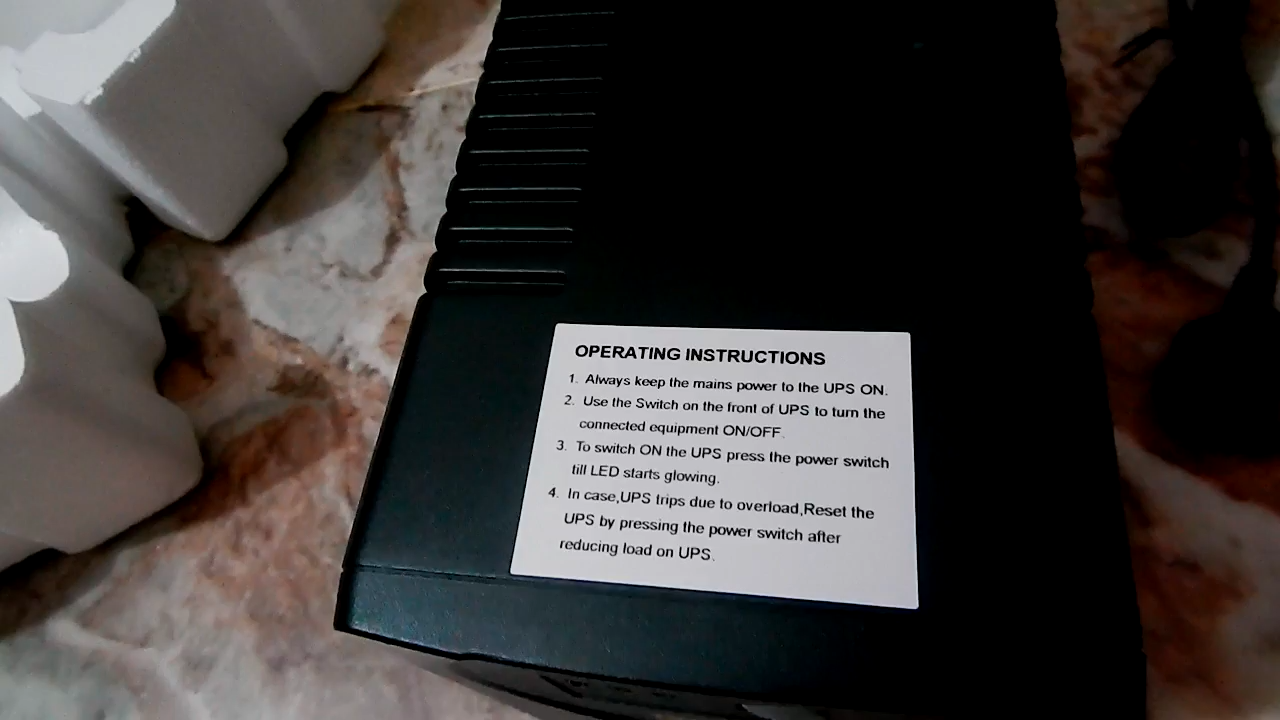 OPERATING INSTRUCTIONS
1. Always keep the mains power to the UPS ON.
2. Use the Switch on the front of UPS to turn the
connected equipment ON/OFF.
3. To switch ON the UPS press the power switch
till LED starts glowing.
4. In case,UPS trips due to overload,Reset the
UPS by pressing the power switch after
reducing load on UPS.